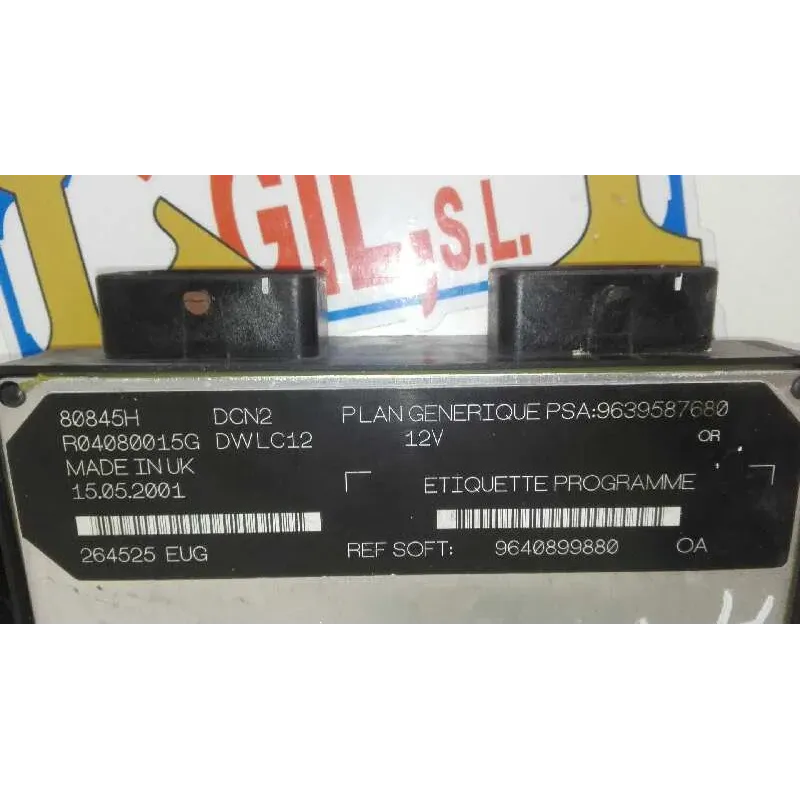 GIL, S.L.
80845H DCN2 PLAN GENERIQUE PSA:9639587680
R04080015G DWLC12 12V OR
MADE IN UK
15.05.2001 ETIQUETTE PROGRAMME
264525 EUG REF SOFT: 9640899880 OA